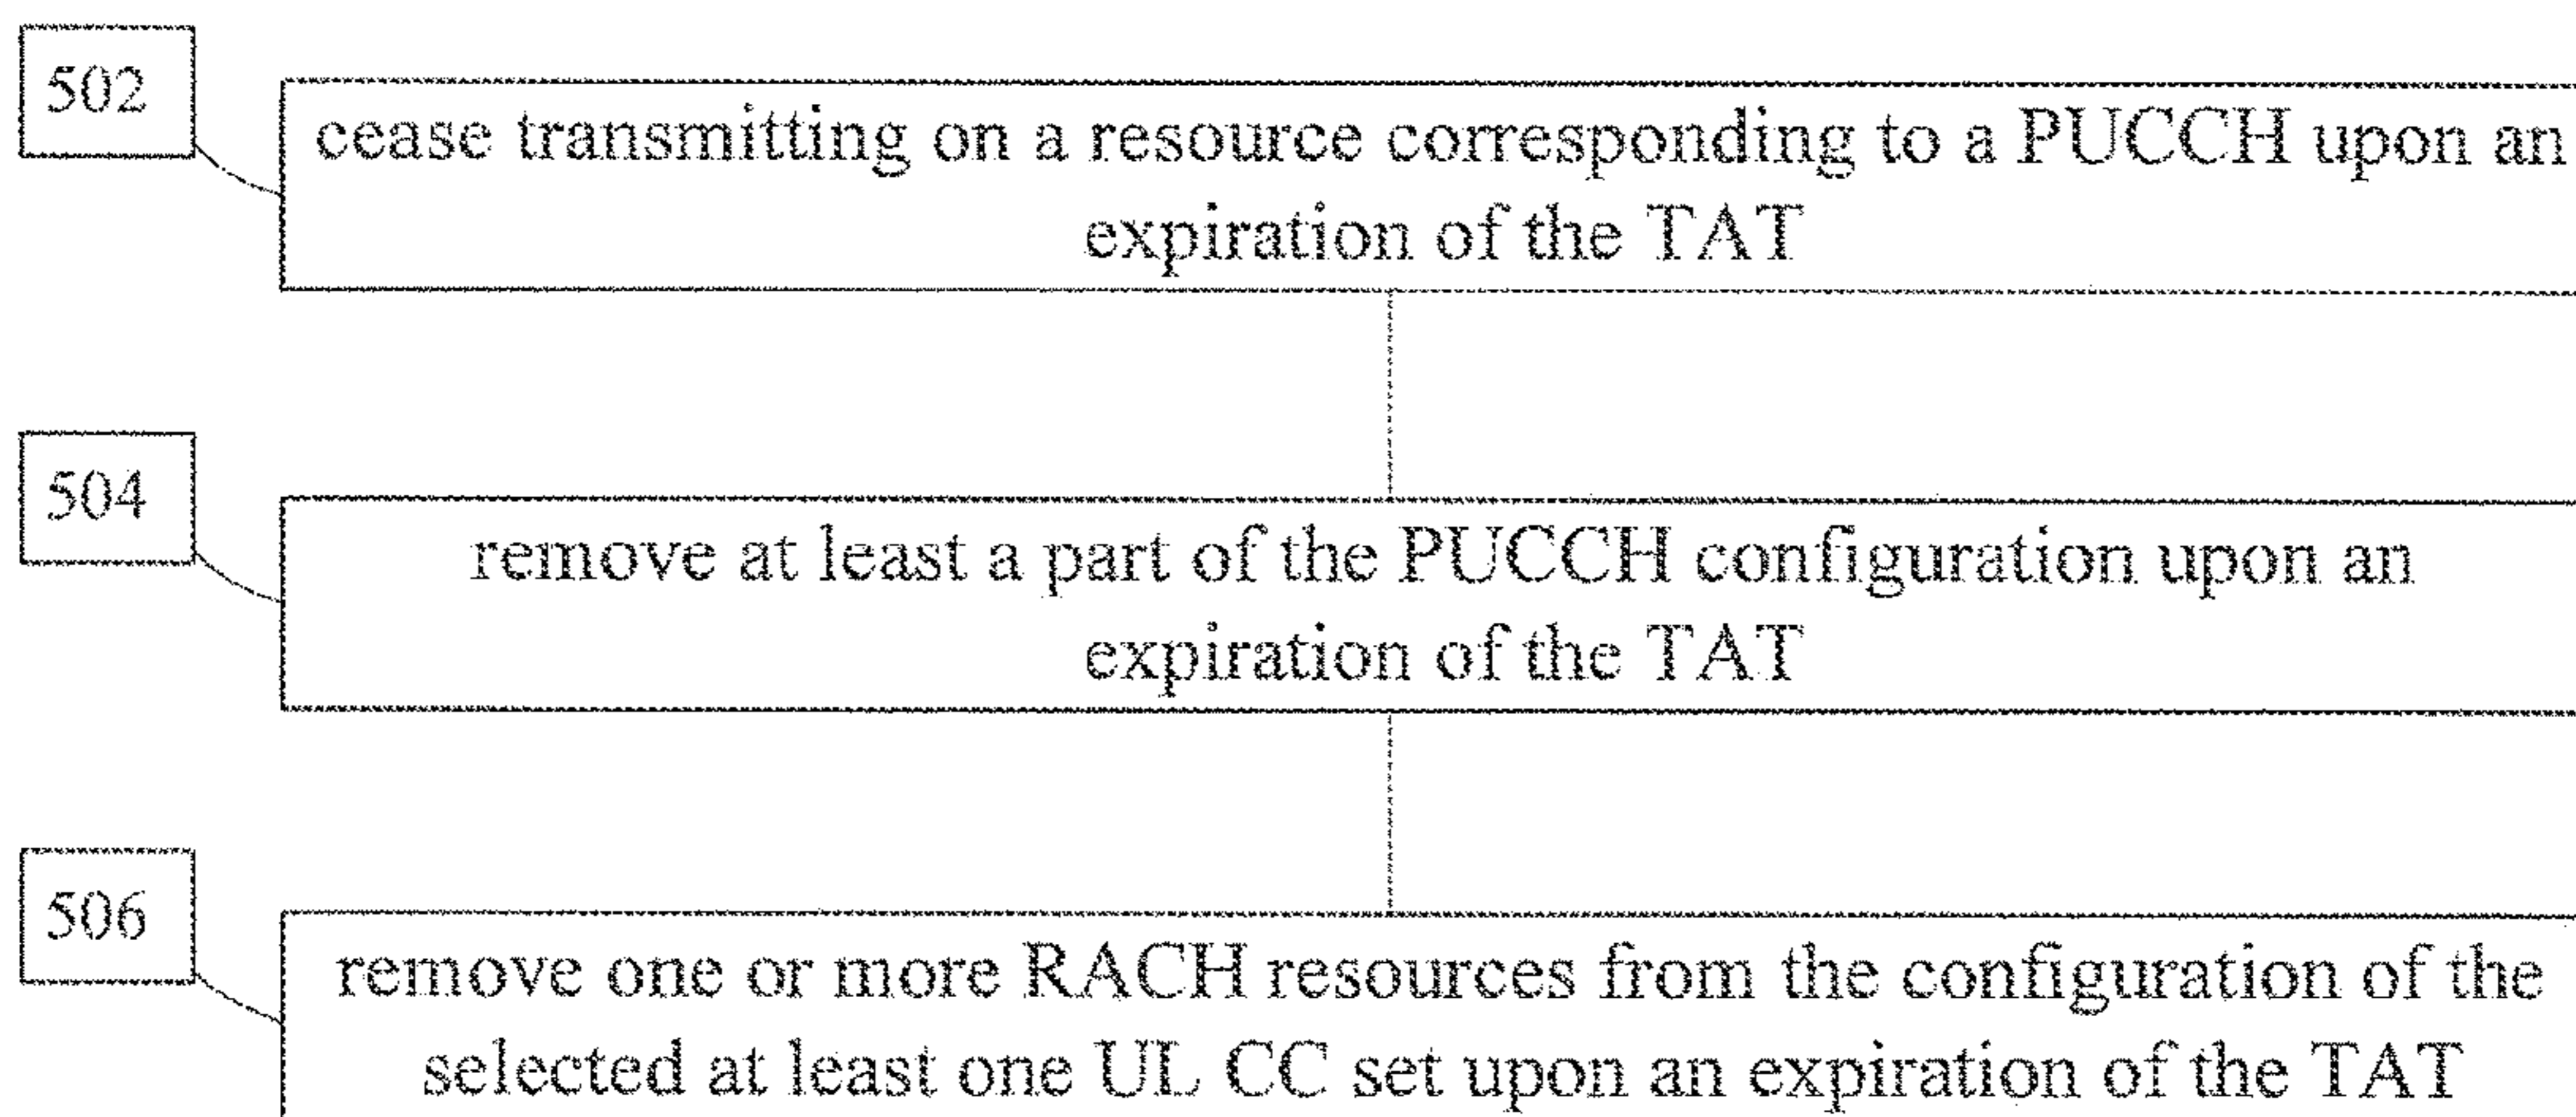 502
cease transmitting on a resource corresponding to a PUCCH upon an
expiration of the TAT
504
remove at least a part of the PUCCH configuration upon an
expiration of the TAT
506
remove one or more RACH resources from the configuration of the
selected at least one UL CC set upon an expiration of the TAT